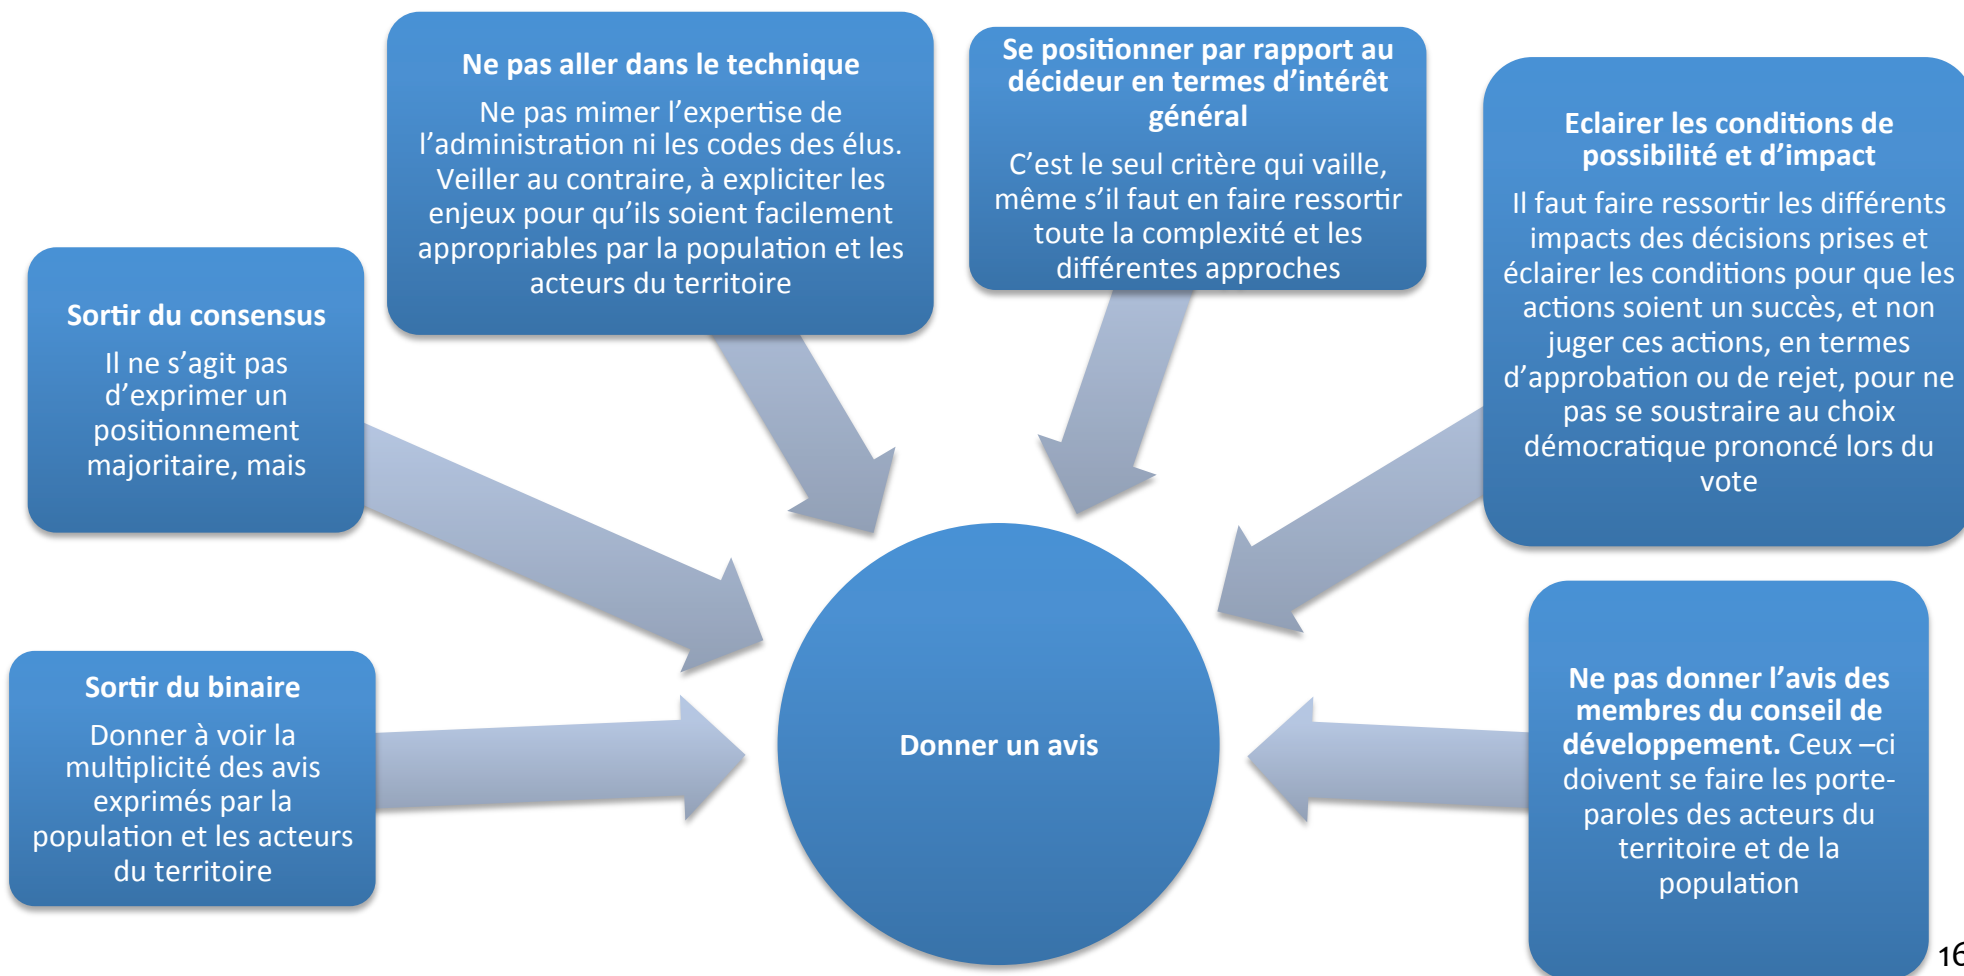 Ne pas aller dans le technique
Ne pas mimer l’expertise de
l’administration ni les codes des élus.
Veiller au contraire, à expliciter les
enjeux pour qu’ils soient facilement
appropriables par la population et les
acteurs du territoire
Se positionner par rapport au
décideur en termes d’intérêt
général
C’est le seul critère qui vaille,
même s’il faut en faire ressortir
toute la complexité et les
différentes approches
Eclairer les conditions de
possibilité et d’impact
Il faut faire ressortir les différents
impacts des décisions prises et
éclairer les conditions pour que les
actions soient un succès, et non
juger ces actions, en termes
d’approbation ou de rejet, pour ne
pas se soustraire au choix
démocratique prononcé lors du
vote
Sortir du consensus
Il ne s’agit pas
d’exprimer un
positionnement
majoritaire, mais
Sortir du binaire
Donner à voir la
multiplicité des avis
exprimés par la
population et les acteurs
du territoire
Donner un avis
Ne pas donner l’avis des
membres du conseil de
développement. Ceux –ci
doivent se faire les porte-
paroles des acteurs du
territoire et de la
population
16